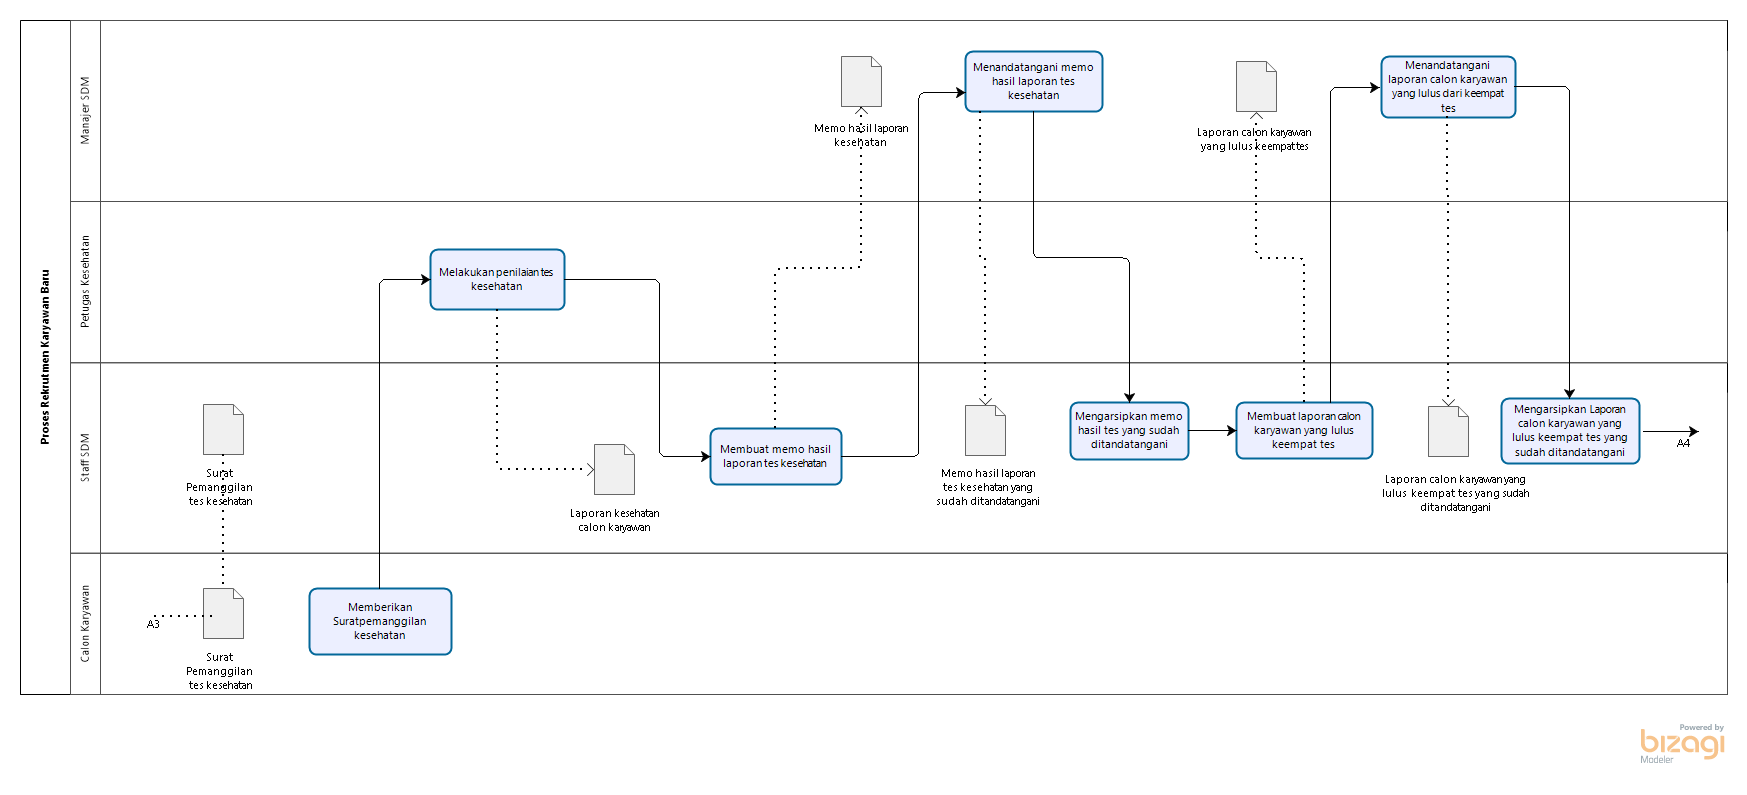 Proses Rekrutmen Karyawan Baru
Manajer SDM
Memo hasil laporan
kesehatan
Menandatangani memo
hasil laporan tes
kesehatan
Laporan calon karyawan
yang lulus keempat tes
Menandatangani
laporan calon karyawan
yang lulus dari keempat
tes
Petugas Kesehatan
Melakukan penilaian tes
kesehatan
Staff SDM
Surat
Pemanggilan
tes kesehatan
Laporan kesehatan
calon karyawan
Membuat memo hasil
laporan tes kesehatan
Memo hasil laporan
tes kesehatan yang
sudah ditandatangani
Mengarsipkan memo
hasil tes yang sudah
ditandatangani
Membuat laporan calon
karyawan yang lulus
keempat tes
Laporan calon karyawan yang
lulus keempat tes yang sudah
ditandatangani
Mengarsipkan Laporan
calon karyawan yang
lulus keempat tes yang
sudah ditandatangani
A4
Calon Karyawan
A3
Surat
Pemanggilan
tes kesehatan
Memberikan
Suratpemanggilan
kesehatan
Powered by
bizagi
Modeler